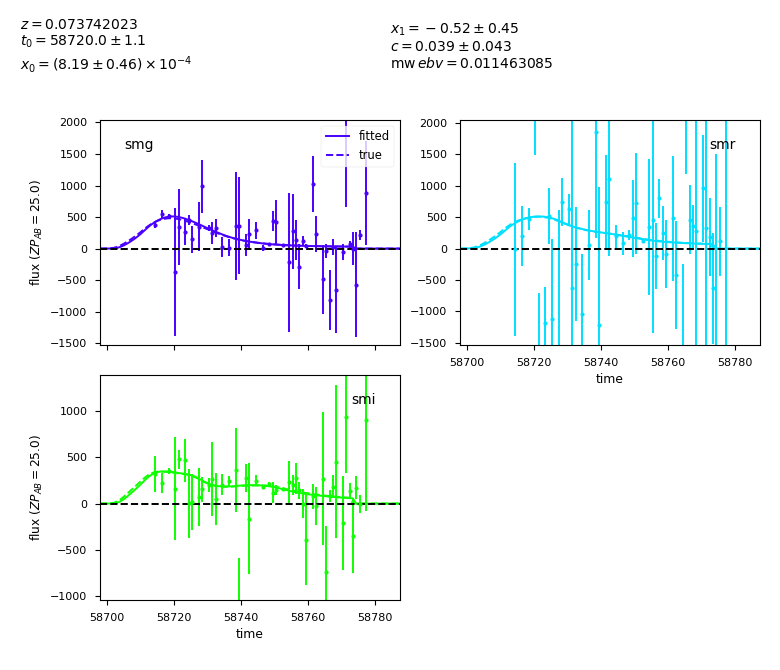 z = 0.073742023
t₀ = 58720.0 ± 1.1
x₀ = (8.19 ± 0.46) × 10⁻⁴
x₁ = −0.52 ± 0.45
c = 0.039 ± 0.043
mw ebv = 0.011463085
smg
fitted
true
2000
1500
1000
500
0
−500
−1000
−1500
flux (ZP_AB = 25.0)
smr
2000
1500
1000
500
0
−500
−1000
−1500
58700 58720 58740 58760 58780
time
smi
1000
500
0
−500
−1000
flux (ZP_AB = 25.0)
58700 58720 58740 58760 58780
time